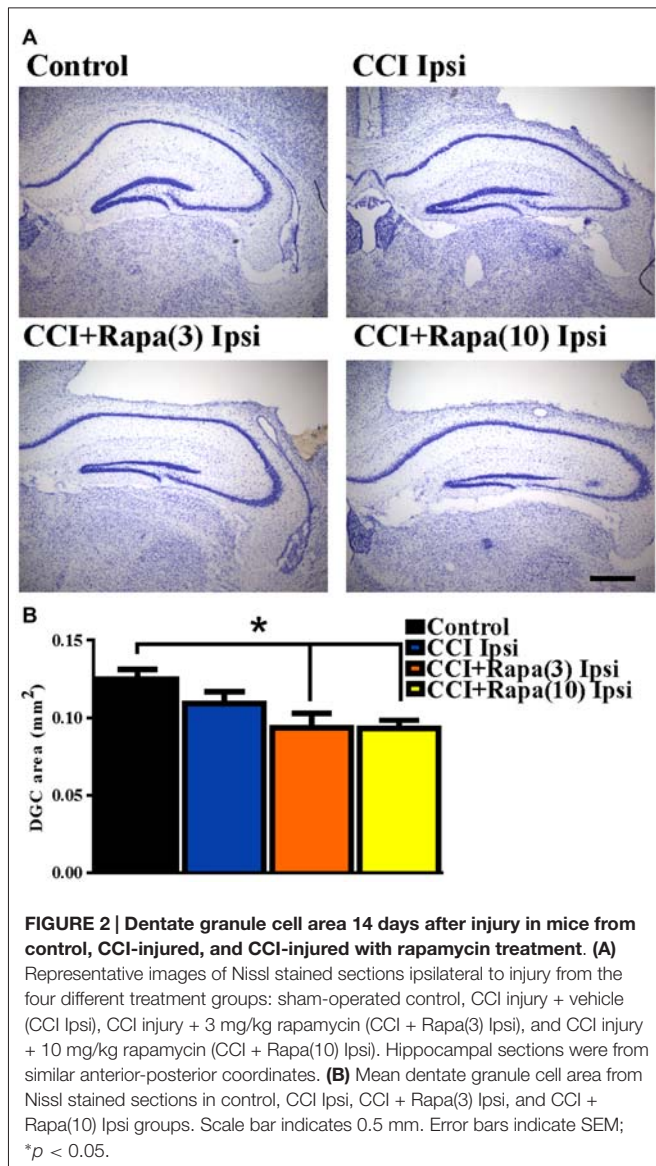 A
Control
CCI Ipsi
CCI+Rapa(3) Ipsi
CCI+Rapa(10) Ipsi
B
*
Control
CCI Ipsi
CCI+Rapa(3) Ipsi
CCI+Rapa(10) Ipsi
DGC area (mm²)
0.15
0.10
0.05
0.00
FIGURE 2 | Dentate granule cell area 14 days after injury in mice from
control, CCI-injured, and CCI-injured with rapamycin treatment. (A)
Representative images of Nissl stained sections ipsilateral to injury from the
four different treatment groups: sham-operated control, CCI injury + vehicle
(CCI Ipsi), CCI injury + 3 mg/kg rapamycin (CCI + Rapa(3) Ipsi), and CCI injury
+ 10 mg/kg rapamycin (CCI + Rapa(10) Ipsi). Hippocampal sections were from
similar anterior-posterior coordinates. (B) Mean dentate granule cell area from
Nissl stained sections in control, CCI Ipsi, CCI + Rapa(3) Ipsi, and CCI +
Rapa(10) Ipsi groups. Scale bar indicates 0.5 mm. Error bars indicate SEM;
*p < 0.05.